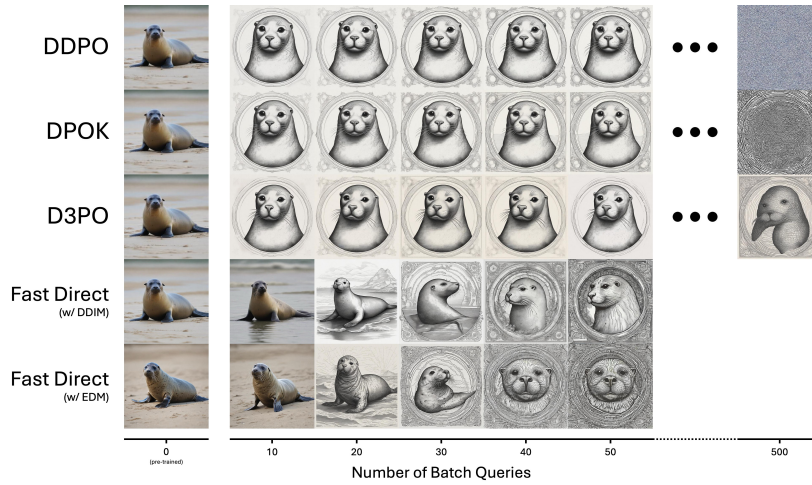 DDPO
DPOK
D3PO
Fast Direct
(w/ DDIM)
Fast Direct
(w/ EDM)
0 10 20 30 40 50 500
(pre-trained)
Number of Batch Queries